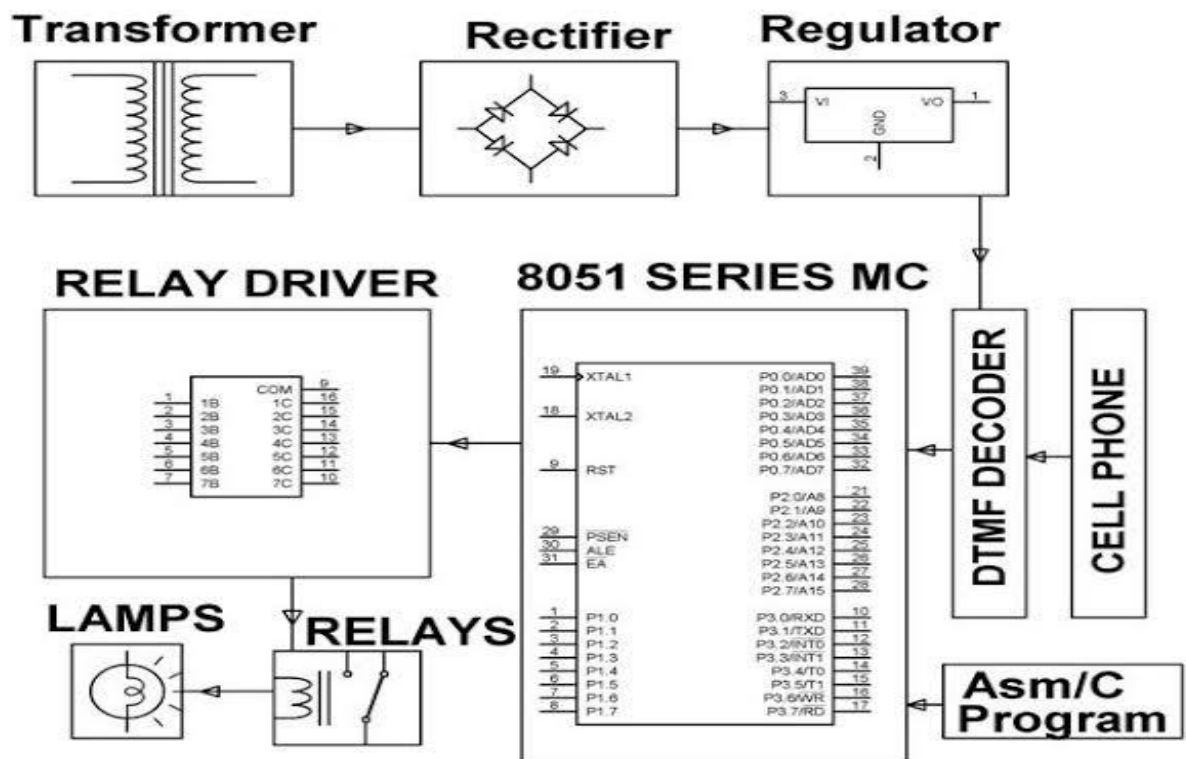 Transformer
Rectifier
Regulator
3
VI
VO
1
GND
2
RELAY DRIVER
8051 SERIES MC
DTMF DECODER
CELL PHONE
COM 9
1 1B 1C 16
2 2B 2C 15
3 3B 3C 14
4 4B 4C 13
5 5B 5C 12
6 6B 6C 11
7 7B 7C 10
19 XTAL1
18 XTAL2
9 RST
29 PSEN
30 ALE
31 EA
1 P1.0
2 P1.1
3 P1.2
4 P1.3
5 P1.4
6 P1.5
7 P1.6
8 P1.7
P0.0/AD0 39
P0.1/AD1 38
P0.2/AD2 37
P0.3/AD3 36
P0.4/AD4 35
P0.5/AD5 34
P0.6/AD6 33
P0.7/AD7 32
P2.0/A8 21
P2.1/A9 22
P2.2/A10 23
P2.3/A11 24
P2.4/A12 25
P2.5/A13 26
P2.6/A14 27
P2.7/A15 28
P3.0/RXD 10
P3.1/TXD 11
P3.2/INT0 12
P3.3/INT1 13
P3.4/T0 14
P3.5/T1 15
P3.6/WR 16
P3.7/RD 17
LAMPS
RELAYS
Asm/C
Program